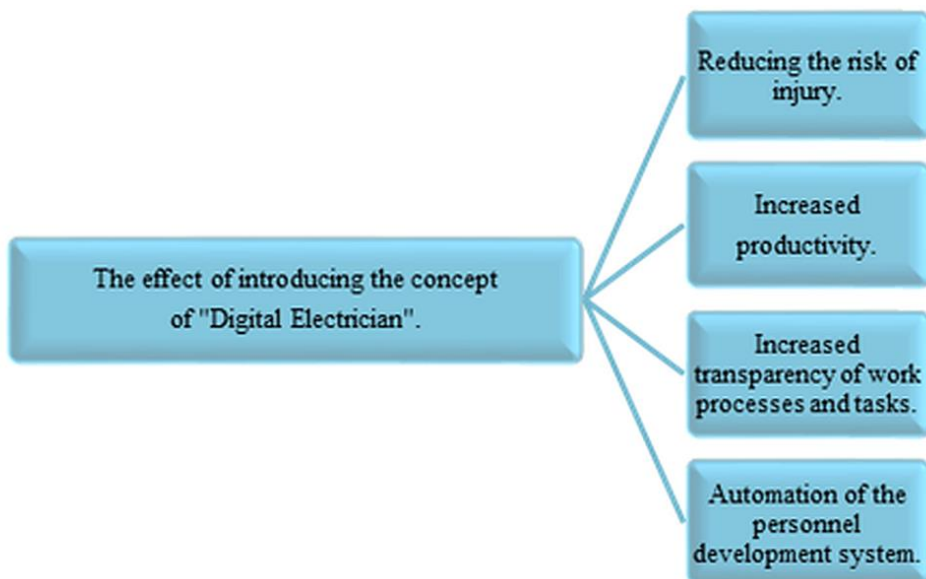 The effect of introducing the concept
of "Digital Electrician".
Reducing the risk of
injury.
Increased
productivity.
Increased
transparency of work
processes and tasks.
Automation of the
personnel
development system.